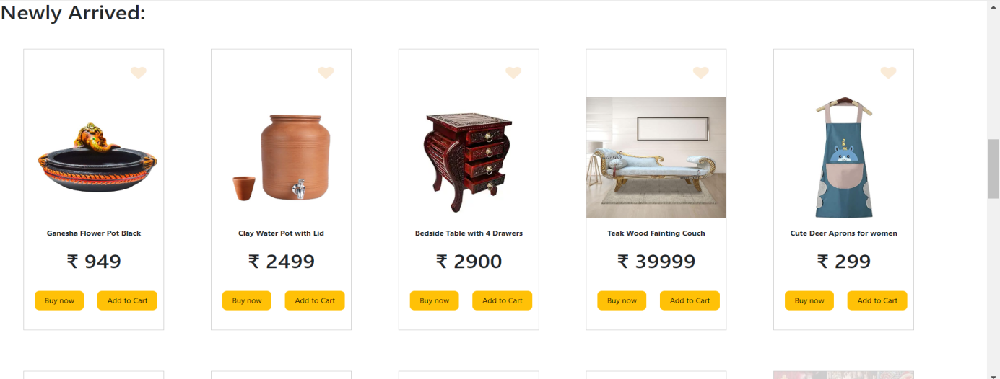 Newly Arrived:
Ganesha Flower Pot Black
₹ 949
Buy now
Add to Cart
Clay Water Pot with Lid
₹ 2499
Buy now
Add to Cart
Bedside Table with 4 Drawers
₹ 2900
Buy now
Add to Cart
Teak Wood Fainting Couch
₹ 39999
Buy now
Add to Cart
Cute Deer Aprons for women
₹ 299
Buy now
Add to Cart